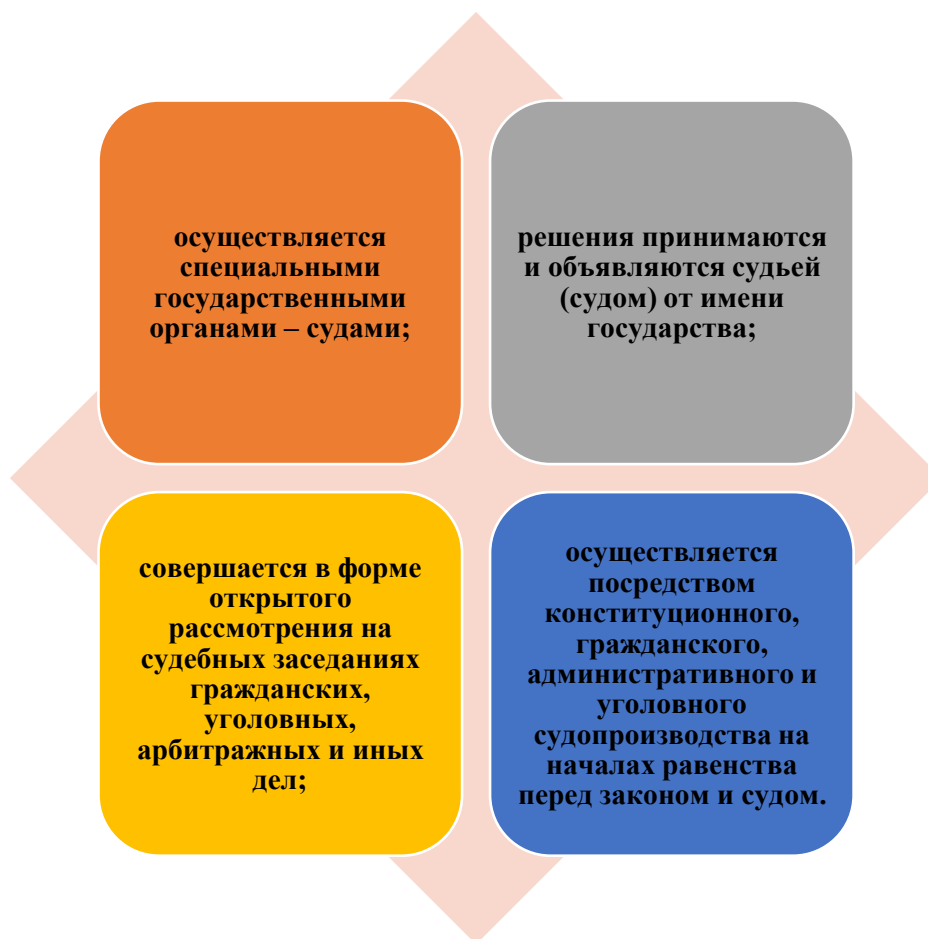 осуществляется
специальными
государственными
органами – судами;
решения принимаются
и объявляются судьей
(судом) от имени
государства;
совершается в форме
открытого
рассмотрения на
судебных заседаниях
гражданских,
уголовных,
арбитражных и иных
дел;
осуществляется
посредством
конституционного,
гражданского,
административного и
уголовного
судопроизводства на
началах равенства
перед законом и судом.